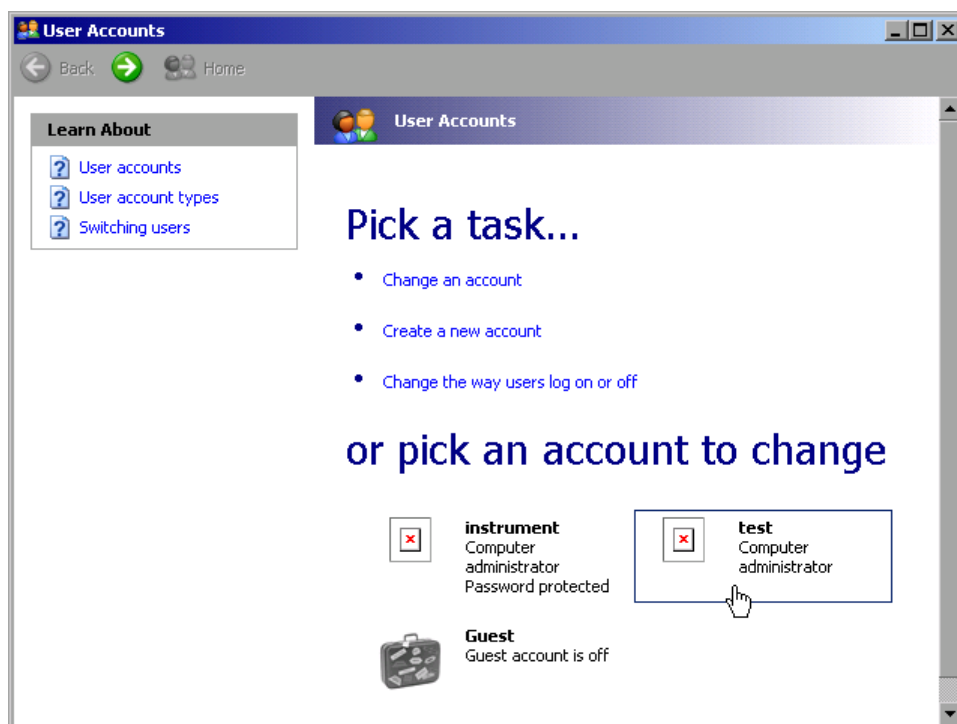 User Accounts
Back Home
Learn About
User accounts
User account types
Switching users
User Accounts
Pick a task...
Change an account
Create a new account
Change the way users log on or off
or pick an account to change
instrument
Computer
administrator
Password protected
test
Computer
administrator
Guest
Guest account is off